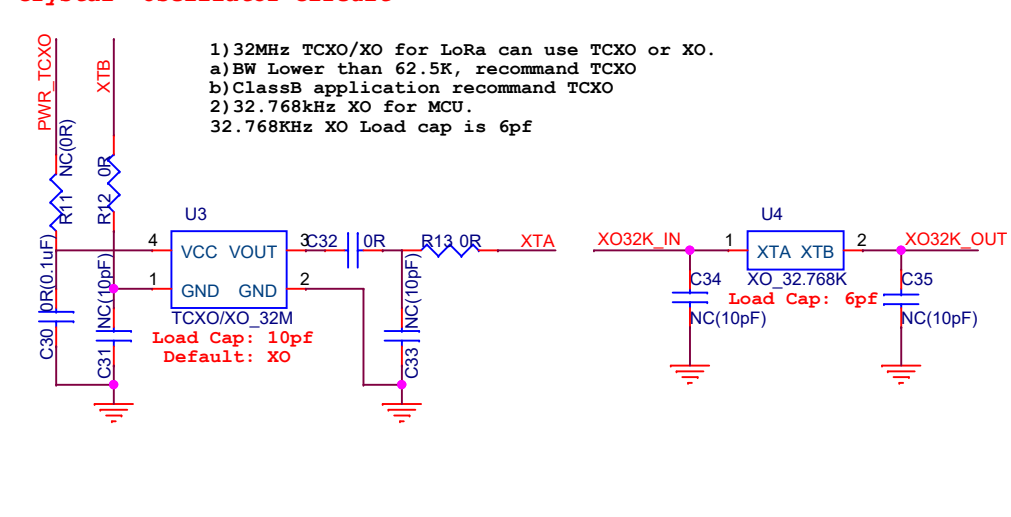 1)32MHz TCXO/XO for LoRa can use TCXO or XO.
a)BW Lower than 62.5K, recommand TCXO
b)ClassB application recommand TCXO
2)32.768kHz XO for MCU.
32.768KHz XO Load cap is 6pf
PWR_TCXO
XTB
R11 NC(0R)
R12 0R
U3
4
VCC VOUT
3
1
GND GND
2
TCXO/XO_32M
Load Cap: 10pf
Default: XO
C30 0R(0.1uF)
C31 NC(10pF)
C32 0R
C33 NC(10pF)
R13 0R
XTA
U4
XO32K_IN
1
XTA XTB
2
XO32K_OUT
XO_32.768K
Load Cap: 6pf
C34
NC(10pF)
C35
NC(10pF)